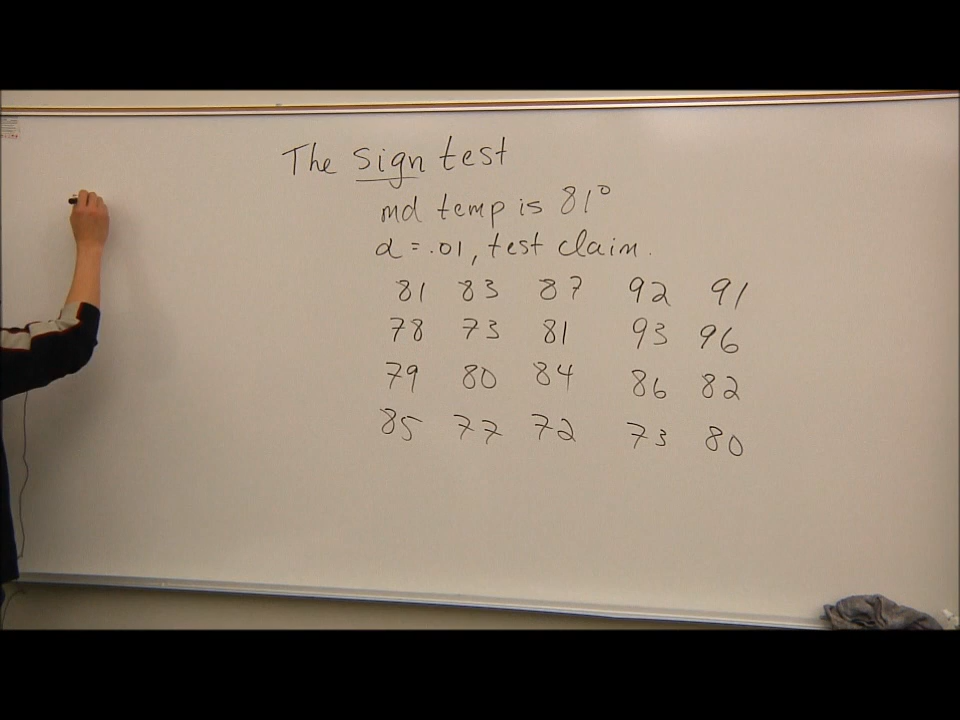 The sign test
md temp is 81°
α = .01, test claim.
81 83 87 92 91
78 73 81 93 96
79 80 84 86 82
85 77 72 73 80